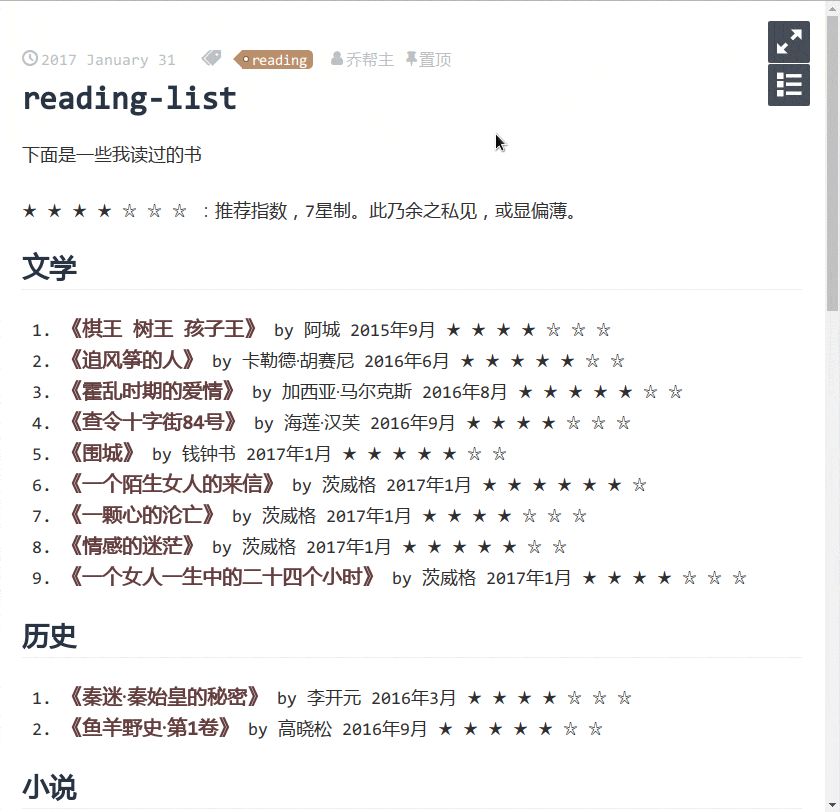 2017 January 31 reading 乔帮主 置顶
reading-list
下面是一些我读过的书
★ ★ ★ ★ ☆ ☆ ☆ ：推荐指数，7星制。此乃余之私见，或显偏薄。
文学
1. 《棋王 树王 孩子王》 by 阿城 2015年9月 ★ ★ ★ ★ ☆ ☆ ☆
2. 《追风筝的人》 by 卡勒德·胡赛尼 2016年6月 ★ ★ ★ ★ ★ ☆ ☆
3. 《霍乱时期的爱情》 by 加西亚·马尔克斯 2016年8月 ★ ★ ★ ★ ★ ☆ ☆
4. 《查令十字街84号》 by 海莲·汉芙 2016年9月 ★ ★ ★ ★ ☆ ☆ ☆
5. 《围城》 by 钱钟书 2017年1月 ★ ★ ★ ★ ★ ☆ ☆
6. 《一个陌生女人的来信》 by 茨威格 2017年1月 ★ ★ ★ ★ ★ ★ ☆
7. 《一颗心的沦亡》 by 茨威格 2017年1月 ★ ★ ★ ★ ☆ ☆ ☆
8. 《情感的迷茫》 by 茨威格 2017年1月 ★ ★ ★ ★ ★ ☆ ☆
9. 《一个女人一生中的二十四个小时》 by 茨威格 2017年1月 ★ ★ ★ ★ ☆ ☆ ☆
历史
1. 《秦迷·秦始皇的秘密》 by 李开元 2016年3月 ★ ★ ★ ★ ☆ ☆ ☆
2. 《鱼羊野史·第1卷》 by 高晓松 2016年9月 ★ ★ ★ ★ ★ ☆ ☆
小说